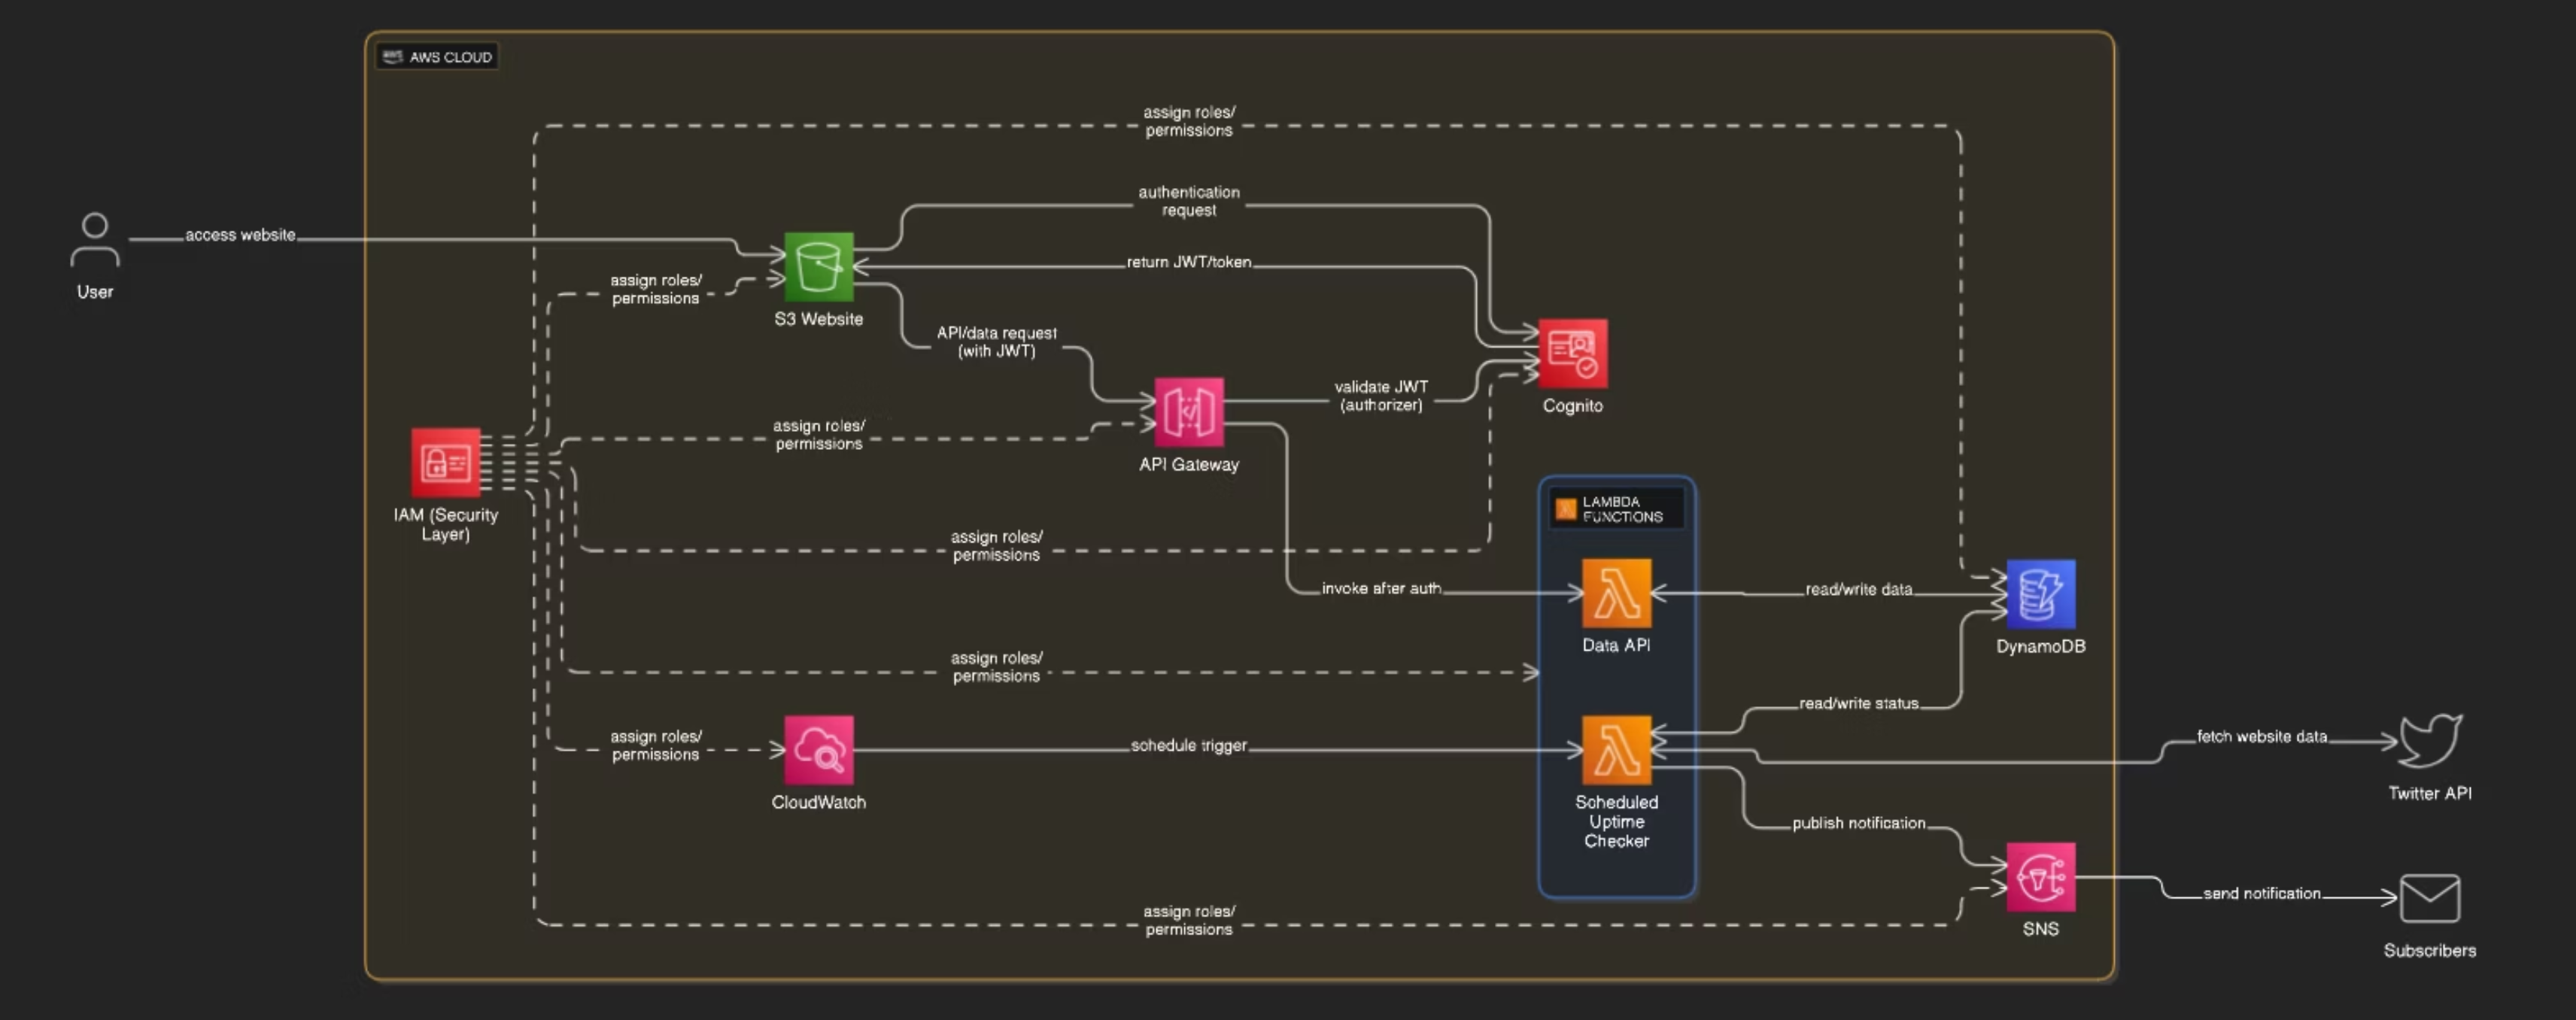 AWS CLOUD
assign roles/
permissions
authentication
request
access website
return JWT/token
assign roles/
permissions
User
S3 Website
API/data request
(with JWT)
validate JWT
(authorizer)
Cognito
assign roles/
permissions
API Gateway
IAM (Security
Layer)
LAMBDA
FUNCTIONS
assign roles/
permissions
invoke after auth
read/write data
Data API
DynamoDB
assign roles/
permissions
read/write status
assign roles/
permissions
schedule trigger
fetch website data
CloudWatch
Scheduled
Uptime
Checker
Twitter API
publish notification
send notification
assign roles/
permissions
SNS
Subscribers